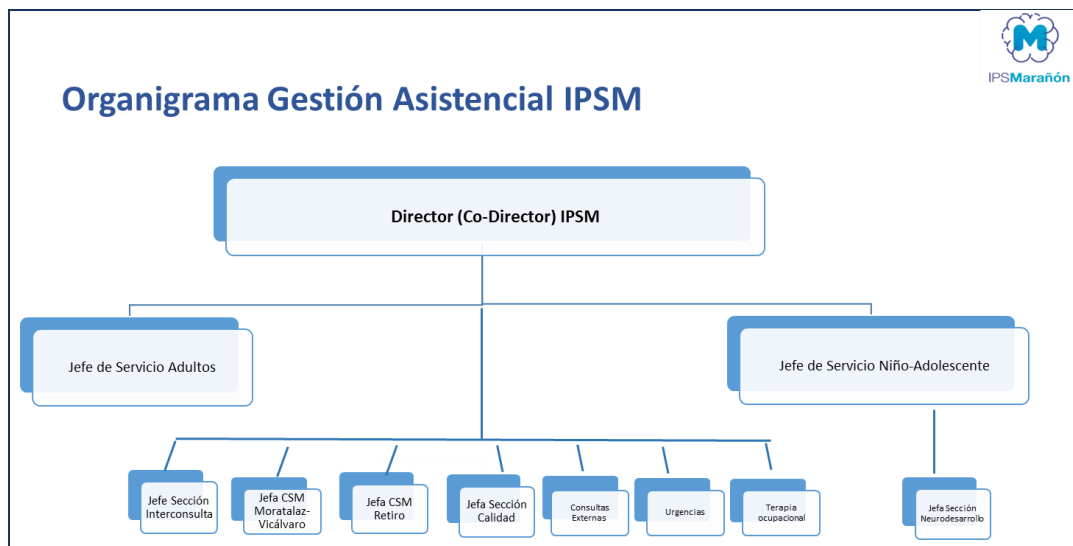 M
IPSMarañón
Organigrama Gestión Asistencial IPSM
Director (Co-Director) IPSM
Jefe de Servicio Adultos
Jefe de Servicio Niño-Adolescente
Jefe Sección
Interconsulta
Jefa CSM
Moratalaz-
Vicálvaro
Jefa CSM
Retiro
Jefa Sección
Calidad
Consultas
Externas
Urgencias
Terapia
ocupacional
Jefa Sección
Neurodesarrollo